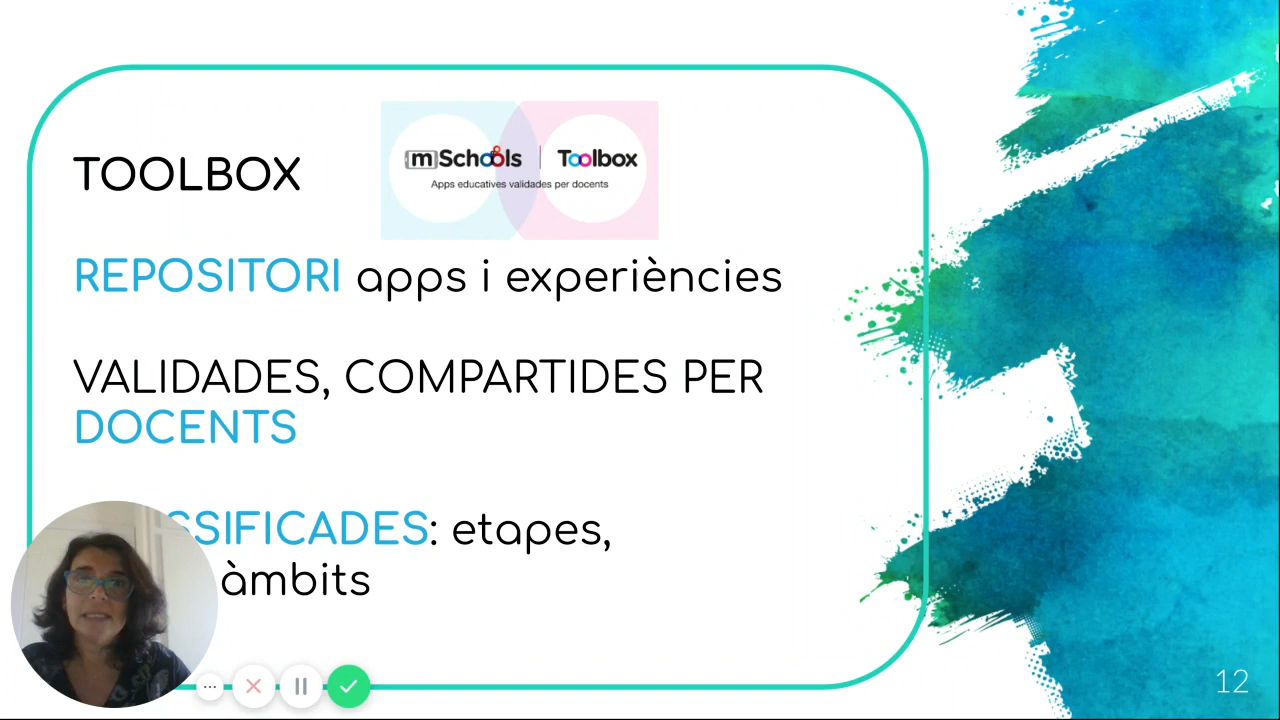 TOOLBOX
mSchools | Toolbox
Apps educatives validades per docents
REPOSITORI apps i experiències
VALIDADES, COMPARTIDES PER
DOCENTS
SSIFICADES: etapes,
àmbits
12